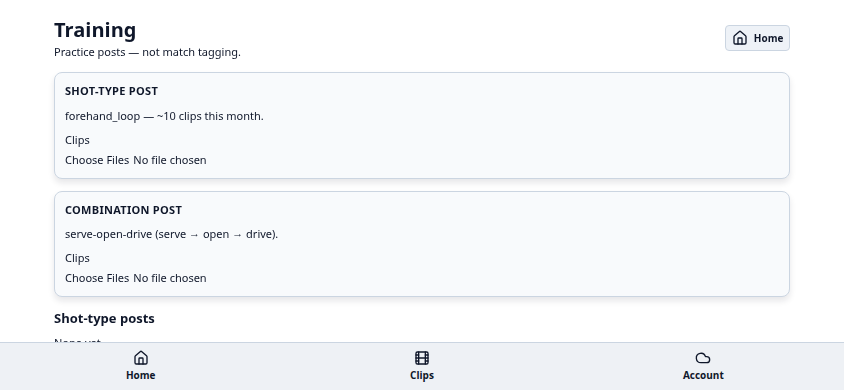 Training
Practice posts — not match tagging.
Home
SHOT-TYPE POST
forehand_loop — ~10 clips this month.
Clips
Choose Files No file chosen
COMBINATION POST
serve-open-drive (serve → open → drive).
Clips
Choose Files No file chosen
Shot-type posts
None yet
Home
Clips
Account